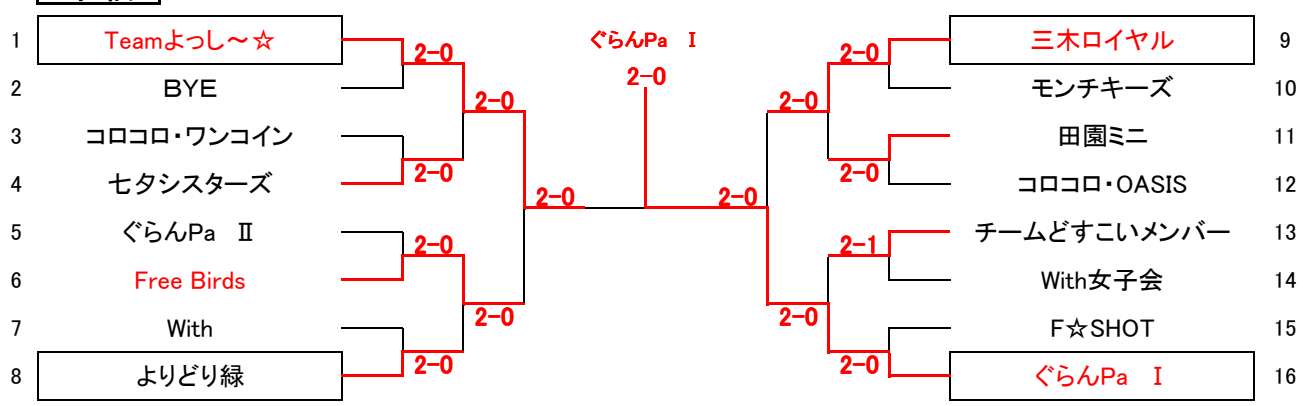 ぐらんPa Ⅰ
2-0
1 Teamよっし～☆
2 BYE
2-0
3 コロコロ・ワンコイン
4 七夕シスターズ
2-0
2-0
5 ぐらんPa Ⅱ
6 Free Birds
2-0
7 With
8 よりどり緑
2-0
2-0
2-0
三木ロイヤル 9
モンチキーズ 10
2-0
田園ミニ 11
コロコロ・OASIS 12
2-0
2-0
チームどすこいメンバー 13
With女子会 14
2-1
F☆SHOT 15
ぐらんPa Ⅰ 16
2-0
2-0
2-0